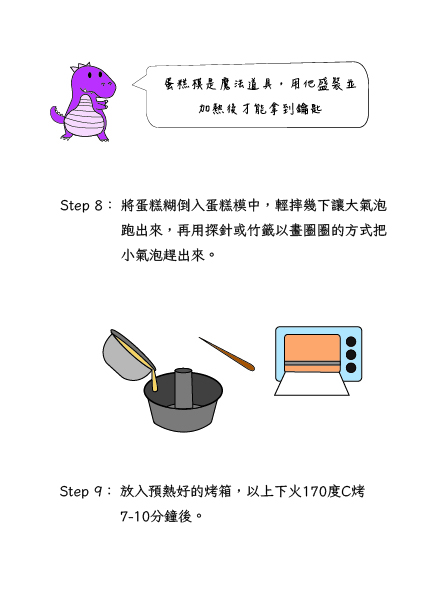 蛋糕模是魔法道具，用他盛裝並
加熱後才能拿到鑰匙
Step 8： 將蛋糕糊倒入蛋糕模中，輕摔幾下讓大氣泡
跑出來，再用探針或竹籤以畫圈圈的方式把
小氣泡趕出來。
Step 9： 放入預熱好的烤箱，以上下火170度C烤
7-10分鐘後。